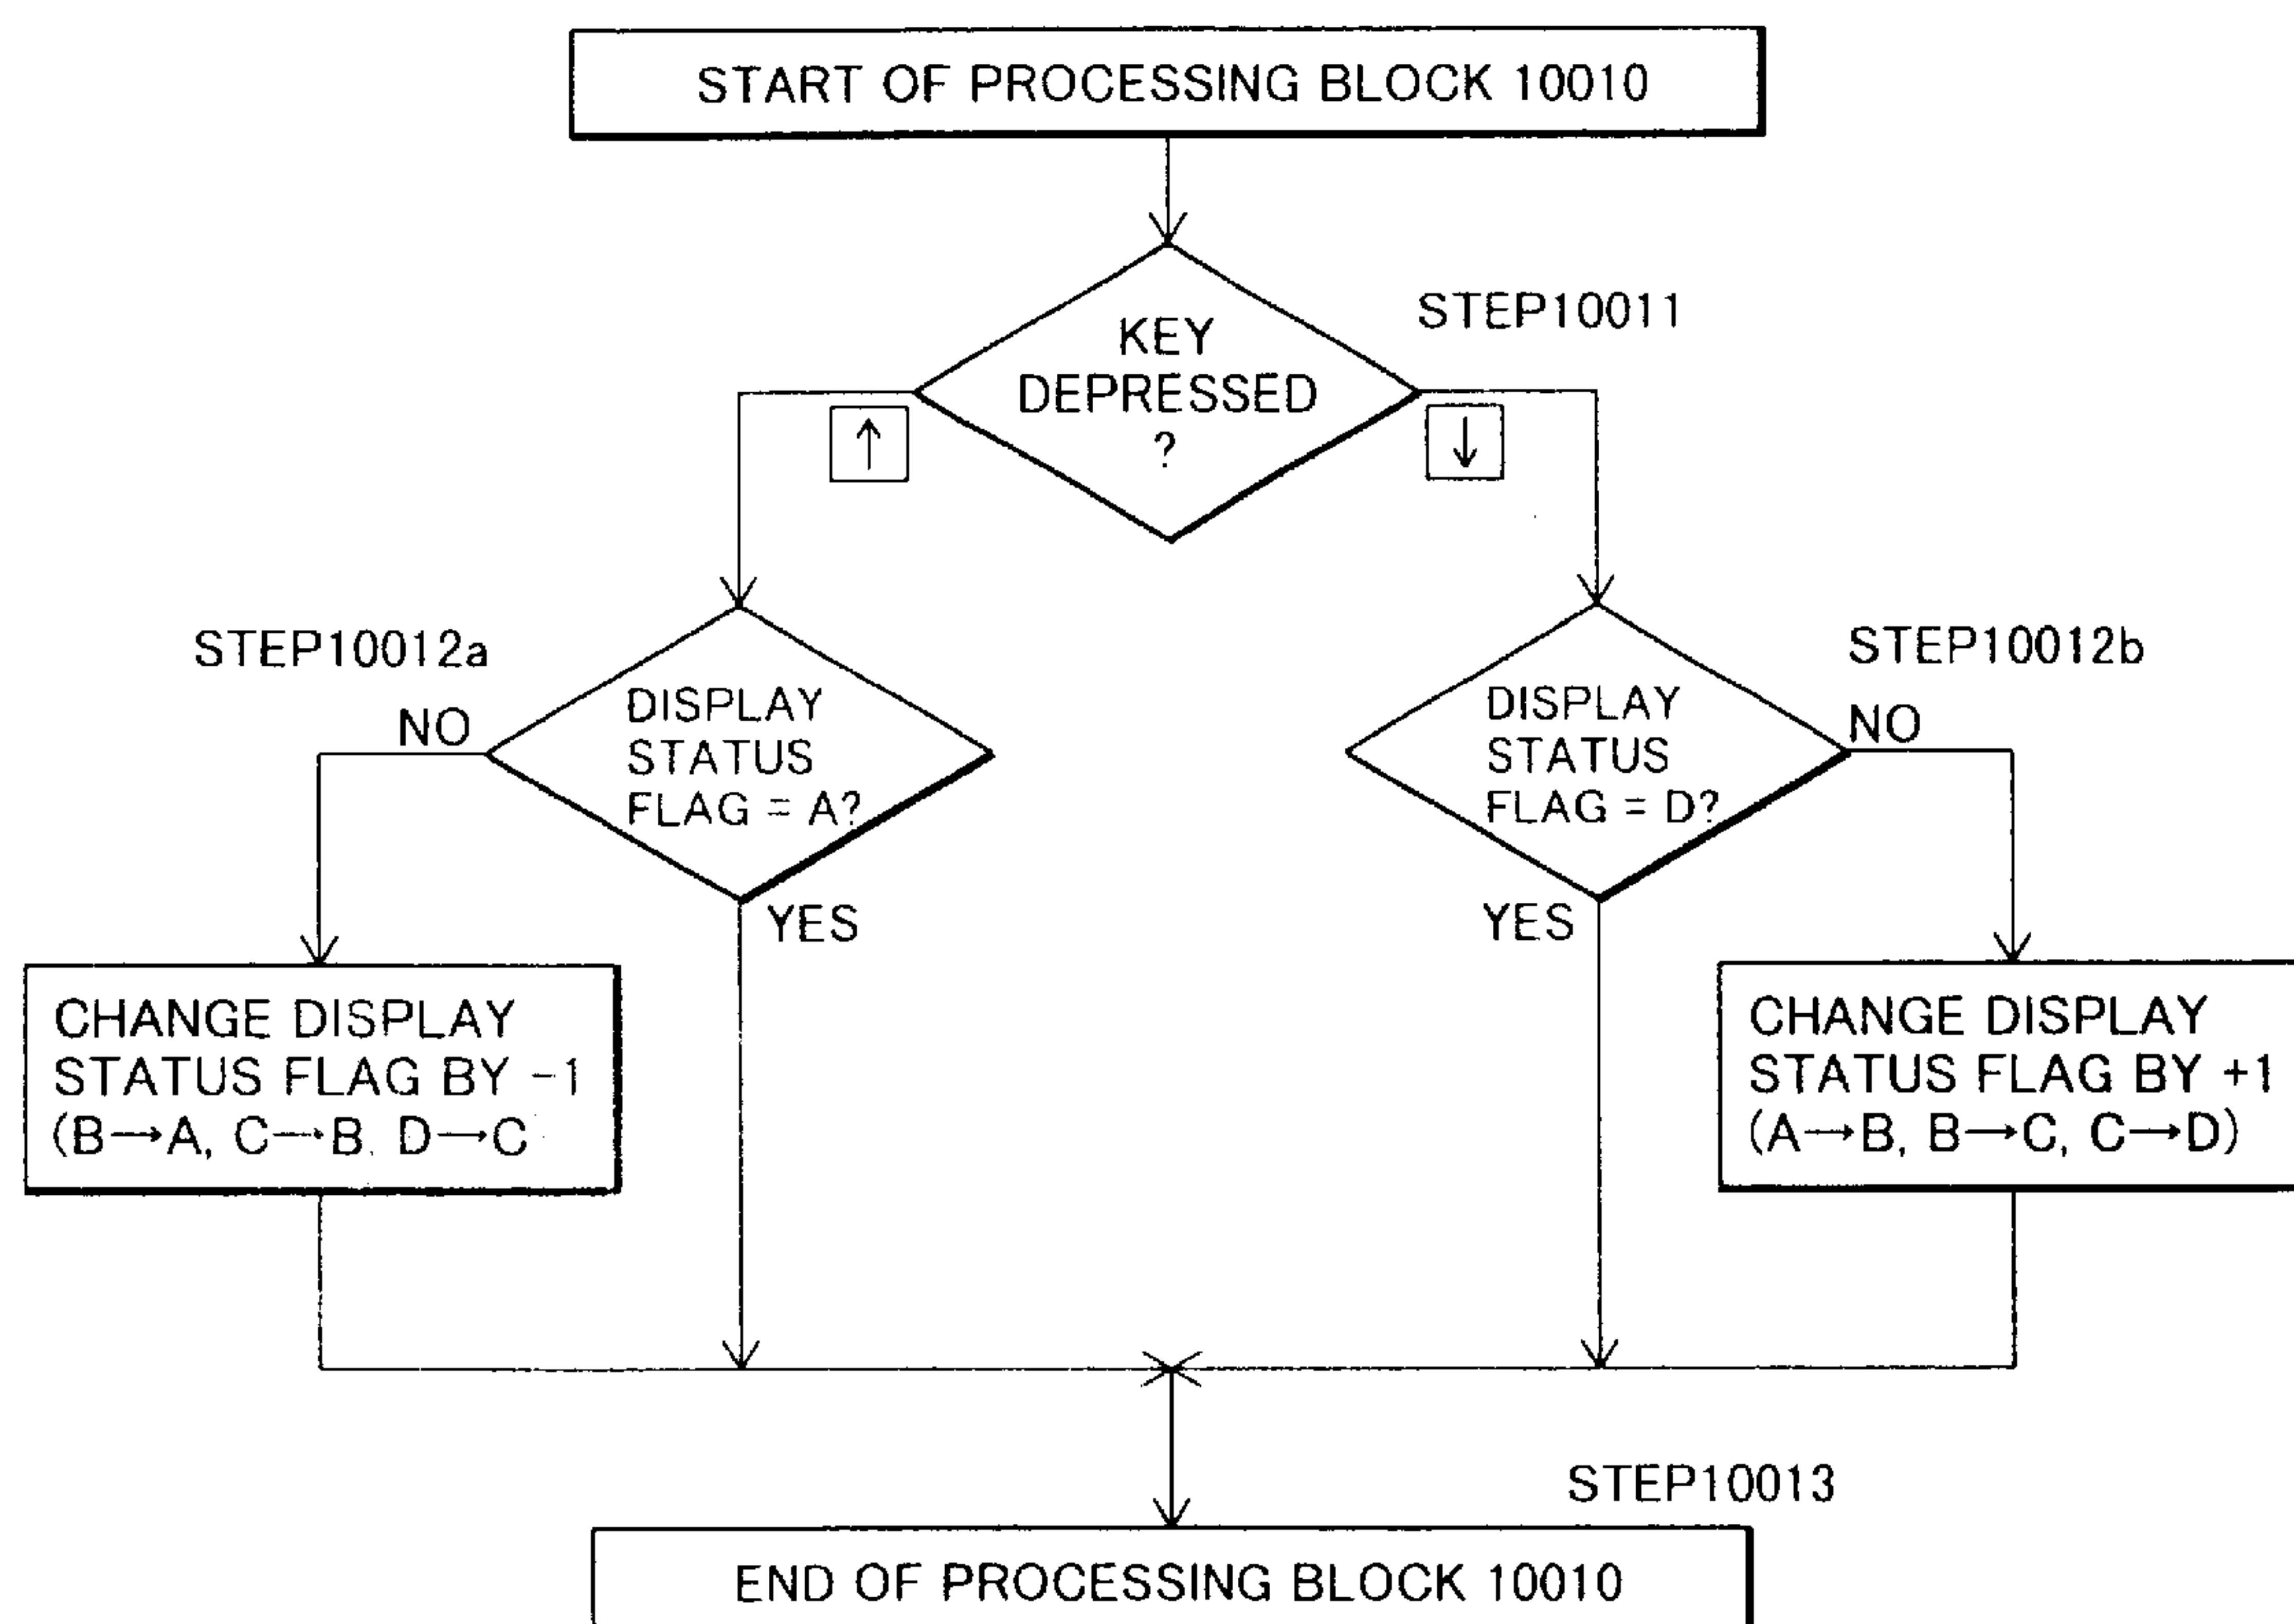 START OF PROCESSING BLOCK 10010
STEP10011
KEY
DEPRESSED
?
↑
↓
STEP10012a
NO
DISPLAY
STATUS
FLAG = A?
YES
STEP10012b
DISPLAY
STATUS
FLAG = D?
NO
YES
CHANGE DISPLAY
STATUS FLAG BY -1
(B→A, C→B, D→C
CHANGE DISPLAY
STATUS FLAG BY +1
(A→B, B→C, C→D)
STEP10013
END OF PROCESSING BLOCK 10010